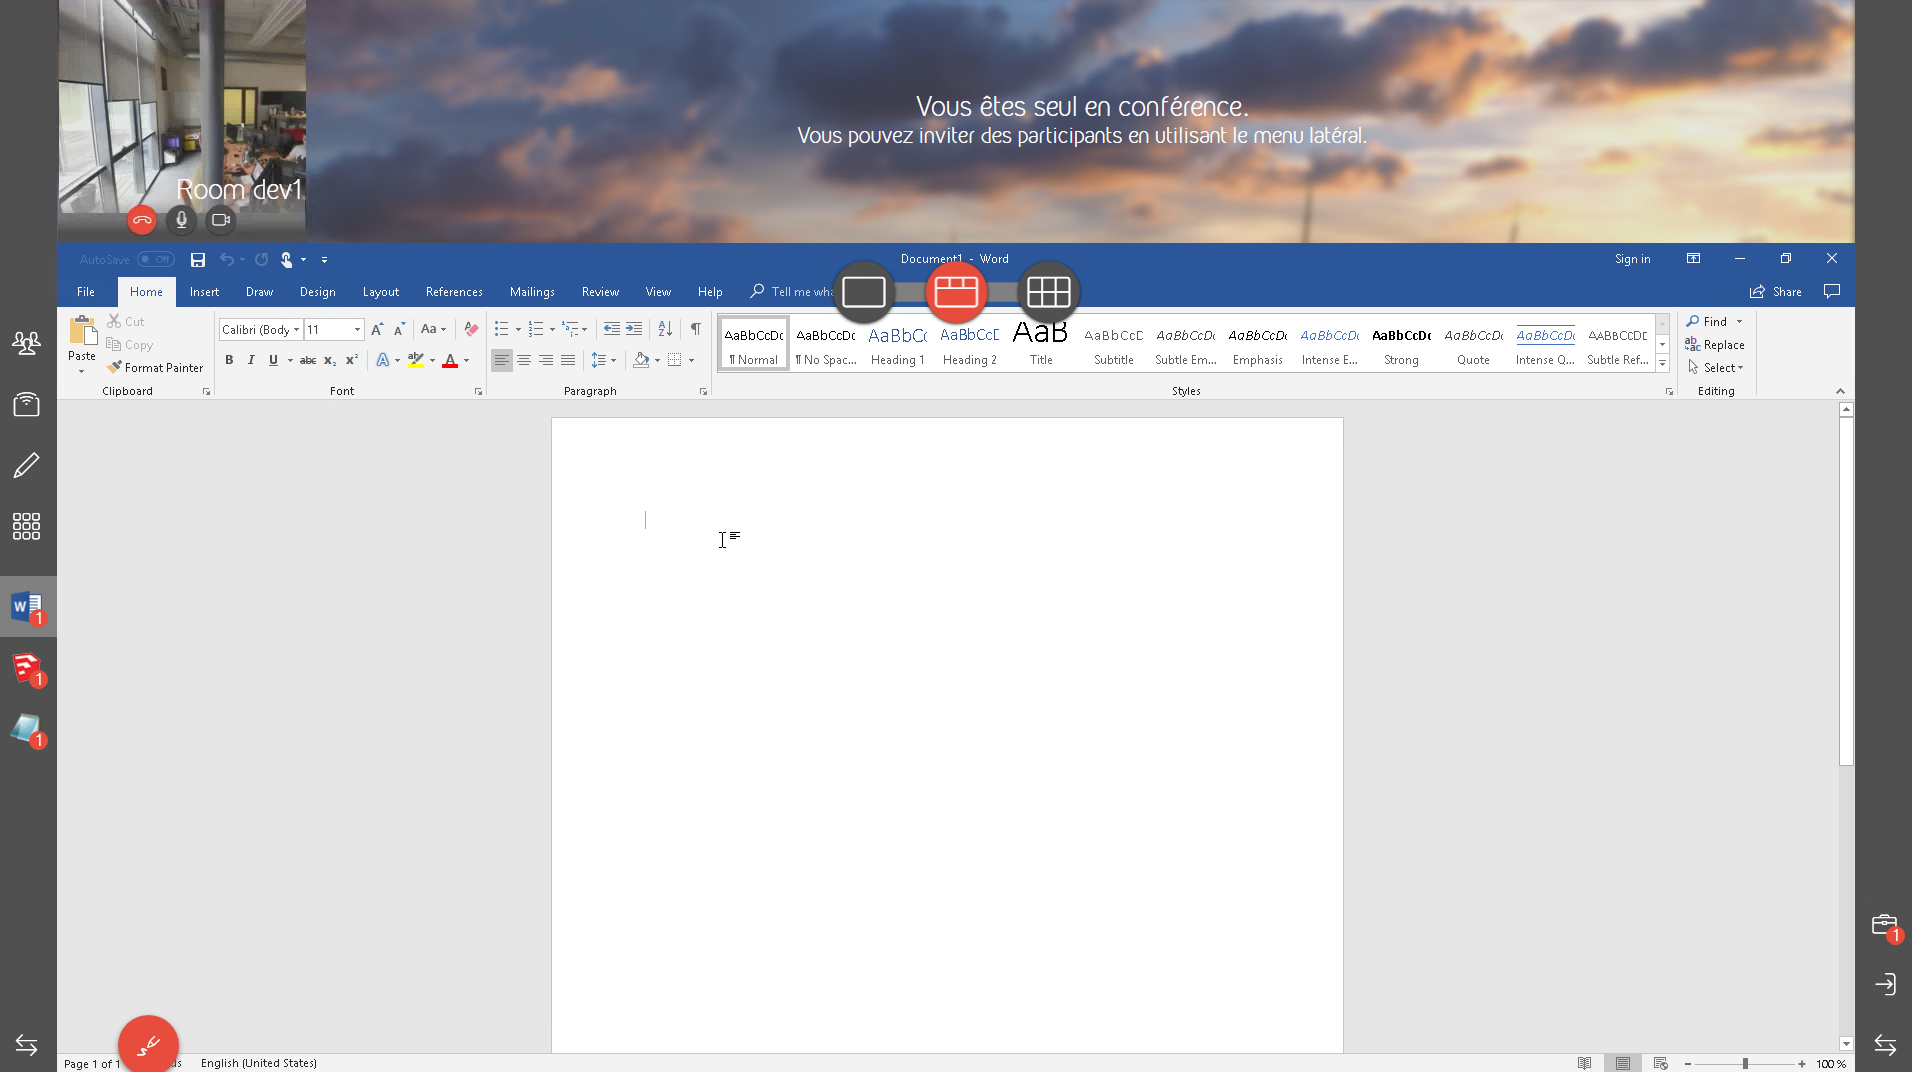 Vous êtes seul en conférence.
Vous pouvez inviter des participants en utilisant le menu latéral.
Room dev1
AutoSave Off
Document1 - Word
Sign in
File Home Insert Draw Design Layout References Mailings Review View Help Tell me wha
Share
Paste
Cut
Copy
Format Painter
Clipboard
Calibri (Body 11
Font
Paragraph
AaBbCcDc AaBbCcDc AaBbC( AaBbCcE AaB AaBbCcD AaBbCcDc AaBbCcDc AaBbCcDc AaBbCcDc AaBbCcDc AaBbCcDc AABBCCDE
¶ Normal ¶ No Spac... Heading 1 Heading 2 Title Subtitle Subtle Em... Emphasis Intense E... Strong Quote Intense Q... Subtle Ref...
Styles
Find
Replace
Select
Editing
W 1
1
1
1
Page 1 of 1
English (United States)
100 %